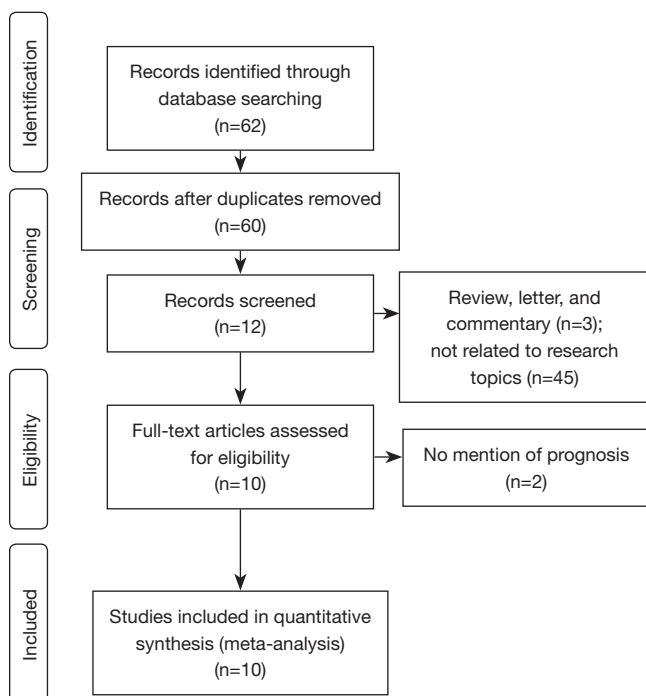 Identification
Records identified through
database searching
(n=62)
Screening
Records after duplicates removed
(n=60)
Records screened
(n=12)
Review, letter, and
commentary (n=3);
not related to research
topics (n=45)
Eligibility
Full-text articles assessed
for eligibility
(n=10)
No mention of prognosis
(n=2)
Included
Studies included in quantitative
synthesis (meta-analysis)
(n=10)